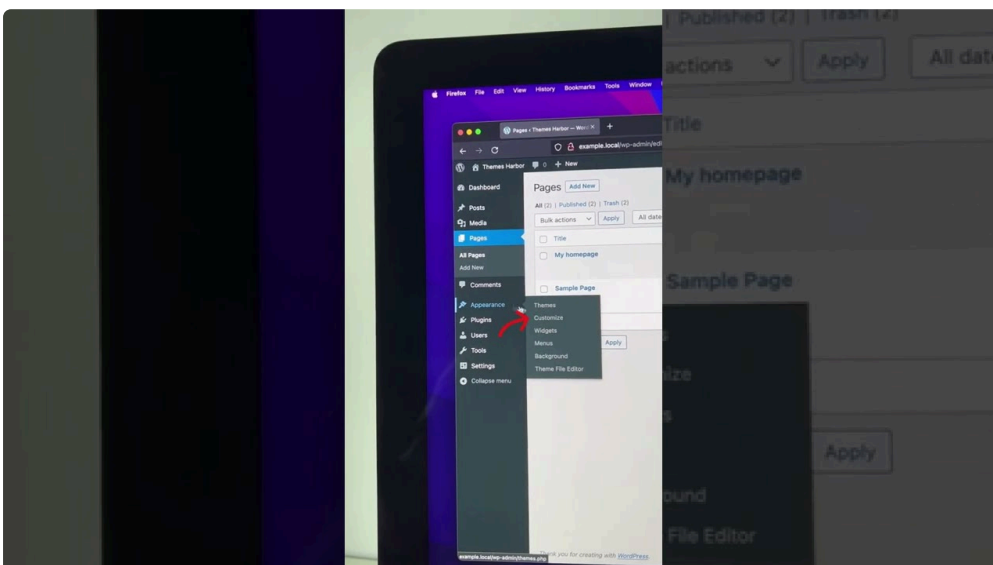 Firefox File Edit View History Bookmarks Tools Window
Pages ‹ Themes Harbor — Word
example.local/wp-admin/edi
Themes Harbor 0 + New
Dashboard
Posts
Media
Pages
All Pages
Add New
Comments
Appearance
Plugins
Users
Tools
Settings
Collapse menu
Pages Add New
All (2) | Published (2) | Trash (2)
Bulk actions Apply All date
Title
My homepage
Sample Page
Themes
Customize
Widgets
Menus
Background
Theme File Editor
Apply
Thank you for creating with WordPress
example.local/wp-admin/themes.php
| Published (2) | Trash (2)
actions Apply All date
Title
My homepage
Sample Page
s
ize
s
Apply
ound
File Editor